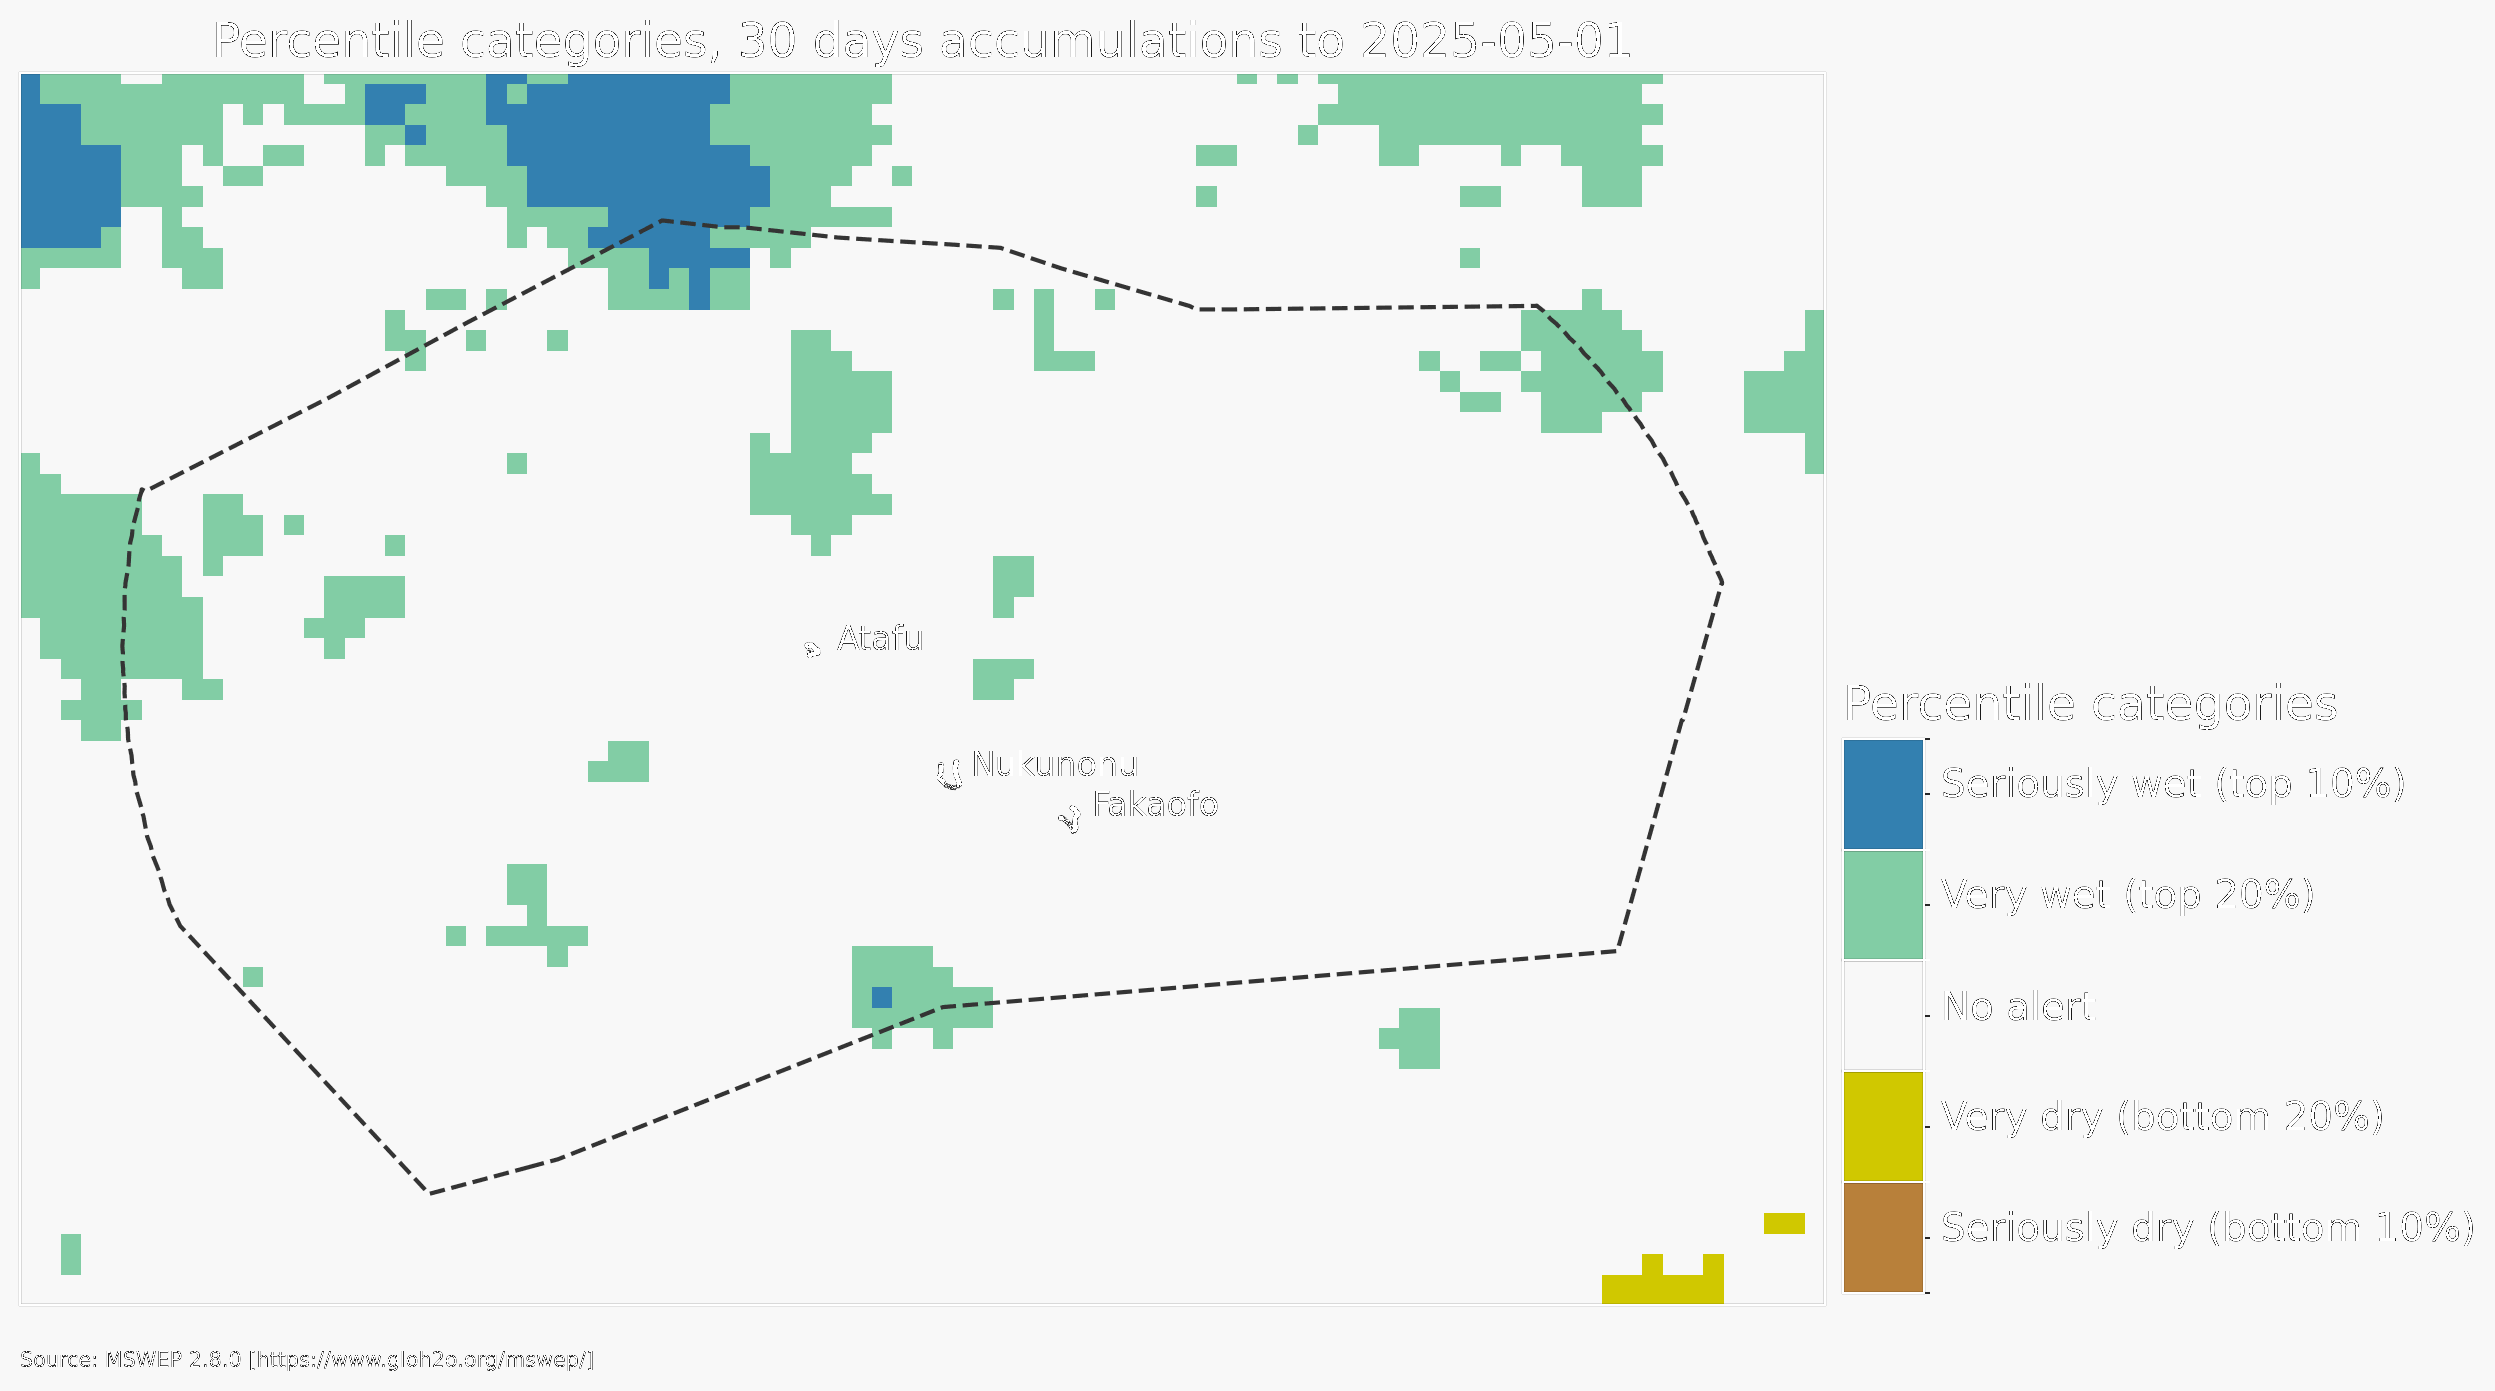 Percentile categories, 30 days accumulations to 2025-05-01
Atafu
Nukunonu
Fakaofo
Percentile categories
Seriously wet (top 10%)
Very wet (top 20%)
No alert
Very dry (bottom 20%)
Seriously dry (bottom 10%)
Source: MSWEP 2.8.0 [https://www.gloh2o.org/mswep/]